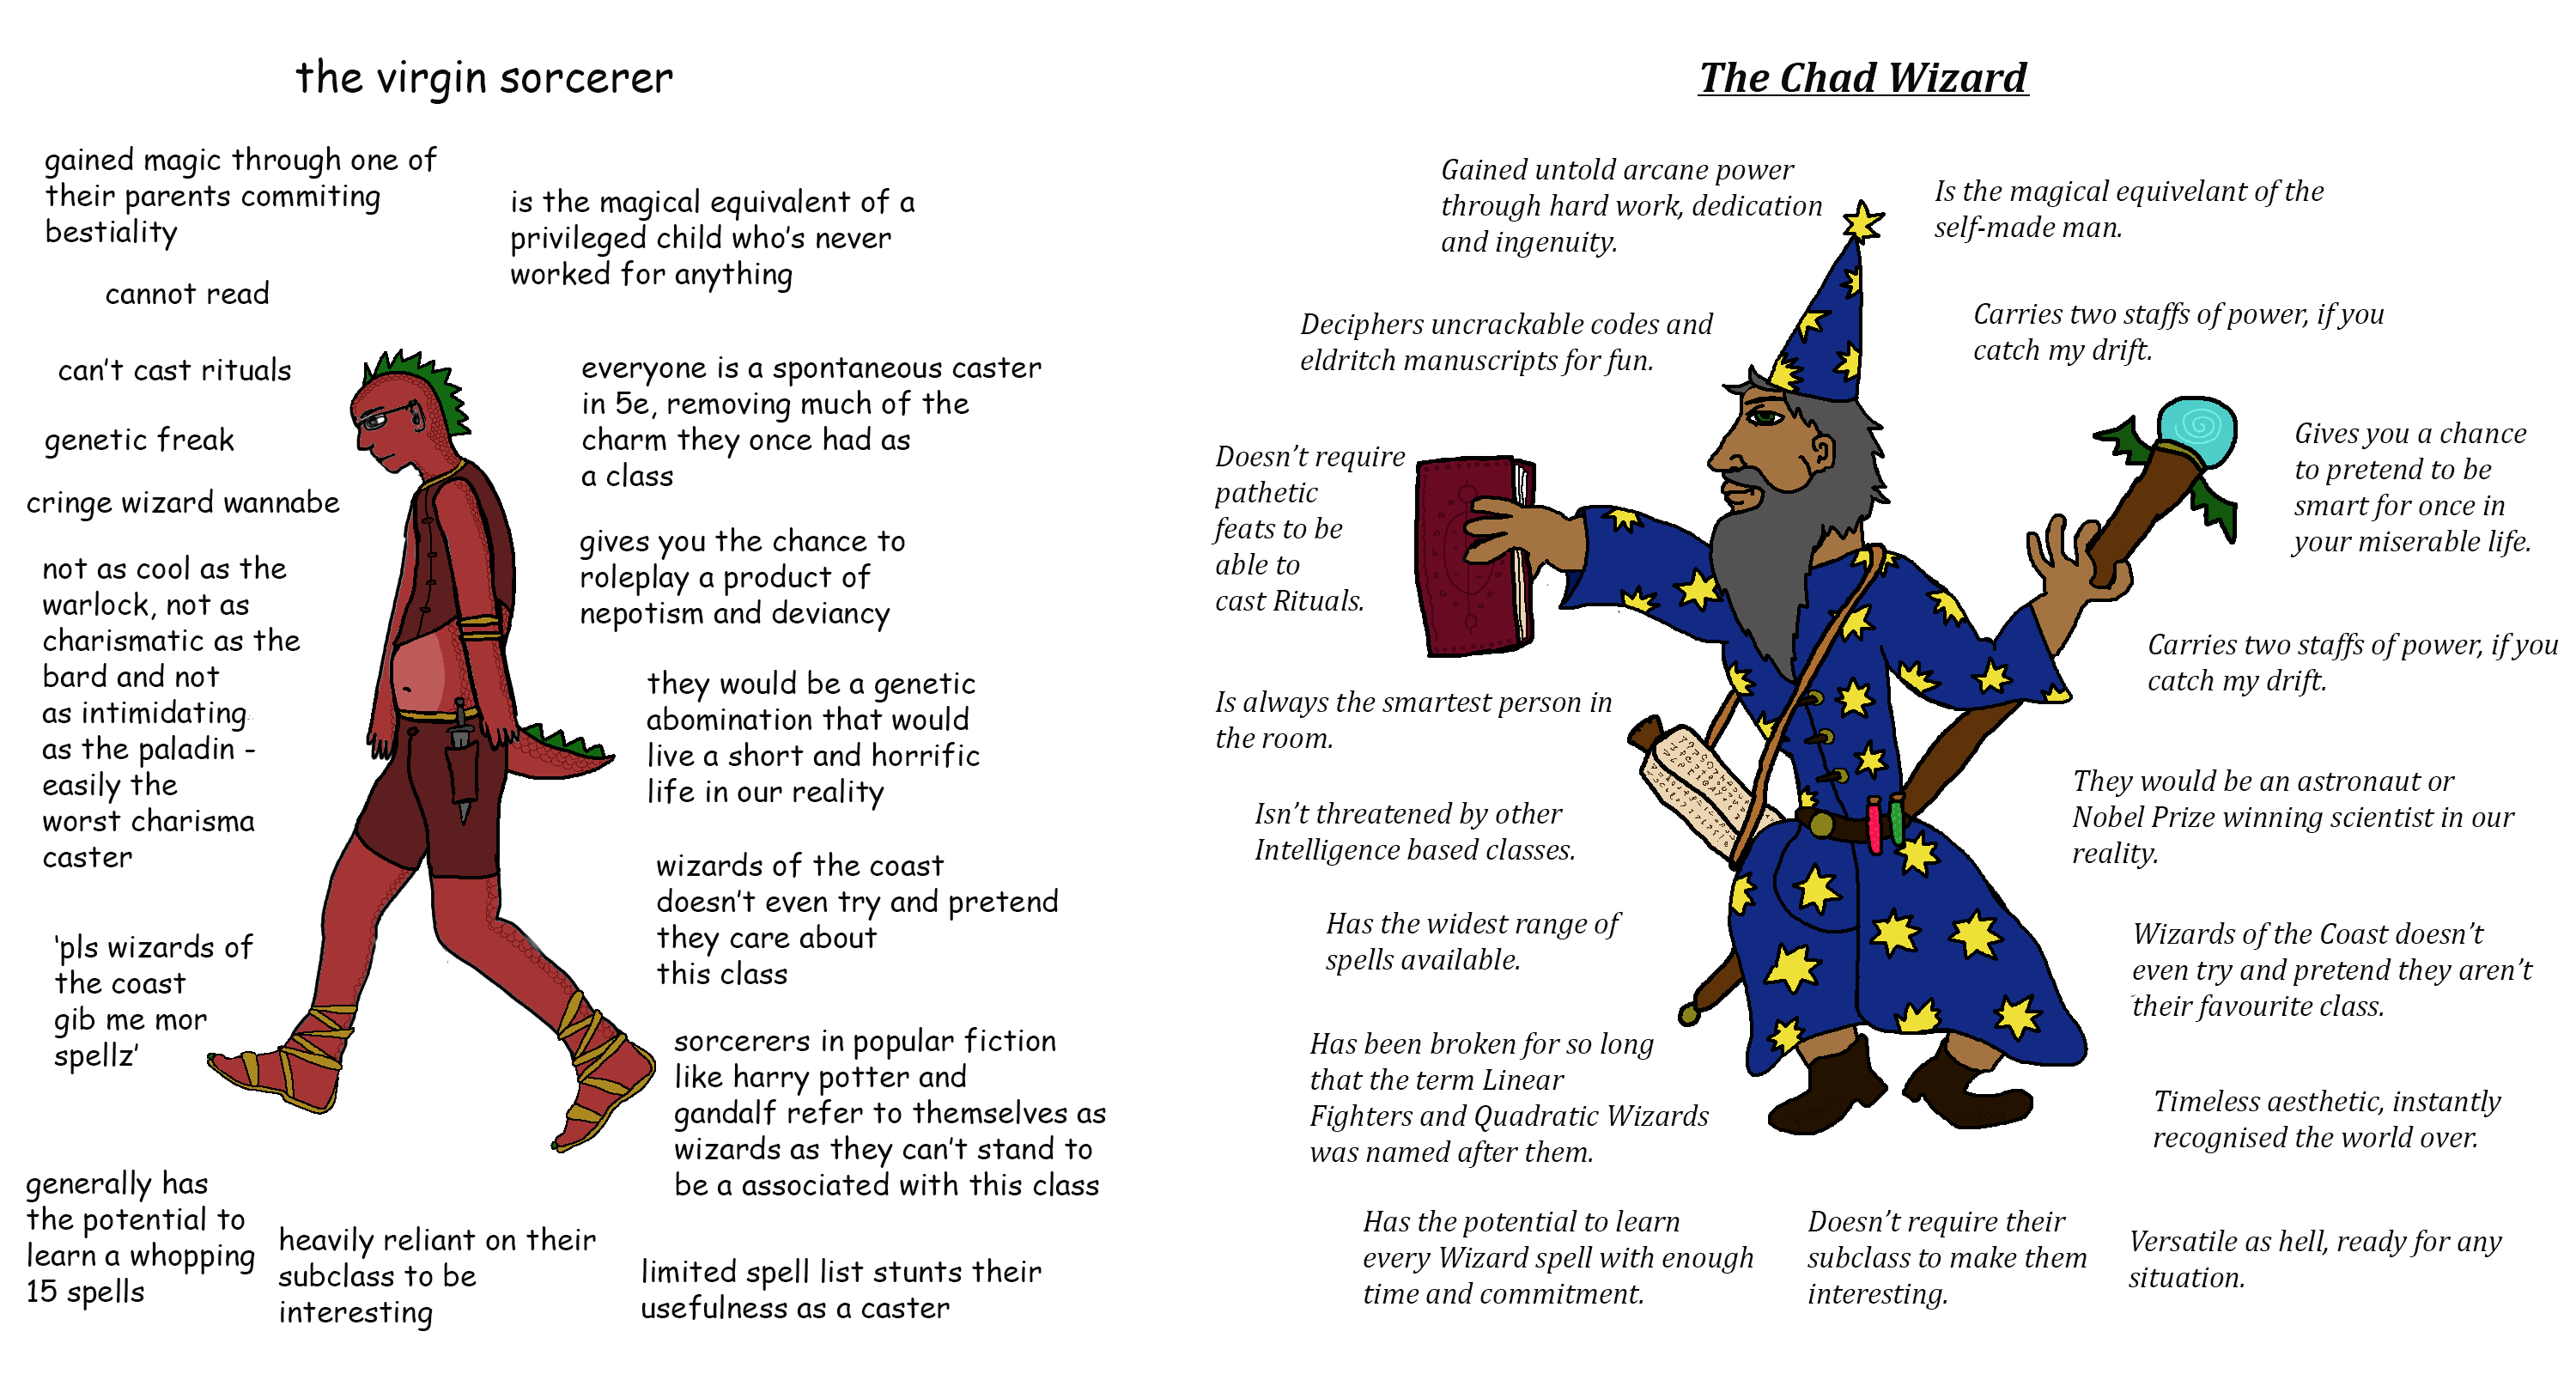 the virgin sorcerer
gained magic through one of
their parents commiting
bestiality
is the magical equivalent of a
privileged child who's never
worked for anything
cannot read
can't cast rituals
everyone is a spontaneous caster
in 5e, removing much of the
charm they once had as
a class
genetic freak
cringe wizard wannabe
gives you the chance to
roleplay a product of
nepotism and deviancy
not as cool as the
warlock, not as
charismatic as the
bard and not
as intimidating
as the paladin -
easily the
worst charisma
caster
they would be a genetic
abomination that would
live a short and horrific
life in our reality
wizards of the coast
doesn't even try and pretend
they care about
this class
'pls wizards of
the coast
gib me mor
spellz'
sorcerers in popular fiction
like harry potter and
gandalf refer to themselves as
wizards as they can't stand to
be a associated with this class
generally has
the potential to
learn a whopping
15 spells
heavily reliant on their
subclass to be
interesting
limited spell list stunts their
usefulness as a caster
The Chad Wizard
Gained untold arcane power
through hard work, dedication
and ingenuity.
Is the magical equivelant of the
self-made man.
Deciphers uncrackable codes and
eldritch manuscripts for fun.
Carries two staffs of power, if you
catch my drift.
Doesn't require
pathetic
feats to be
able to
cast Rituals.
Gives you a chance
to pretend to be
smart for once in
your miserable life.
Carries two staffs of power, if you
catch my drift.
Is always the smartest person in
the room.
They would be an astronaut or
Nobel Prize winning scientist in our
reality.
Isn't threatened by other
Intelligence based classes.
Has the widest range of
spells available.
Wizards of the Coast doesn't
even try and pretend they aren't
their favourite class.
Has been broken for so long
that the term Linear
Fighters and Quadratic Wizards
was named after them.
Timeless aesthetic, instantly
recognised the world over.
Has the potential to learn
every Wizard spell with enough
time and commitment.
Doesn't require their
subclass to make them
interesting.
Versatile as hell, ready for any
situation.